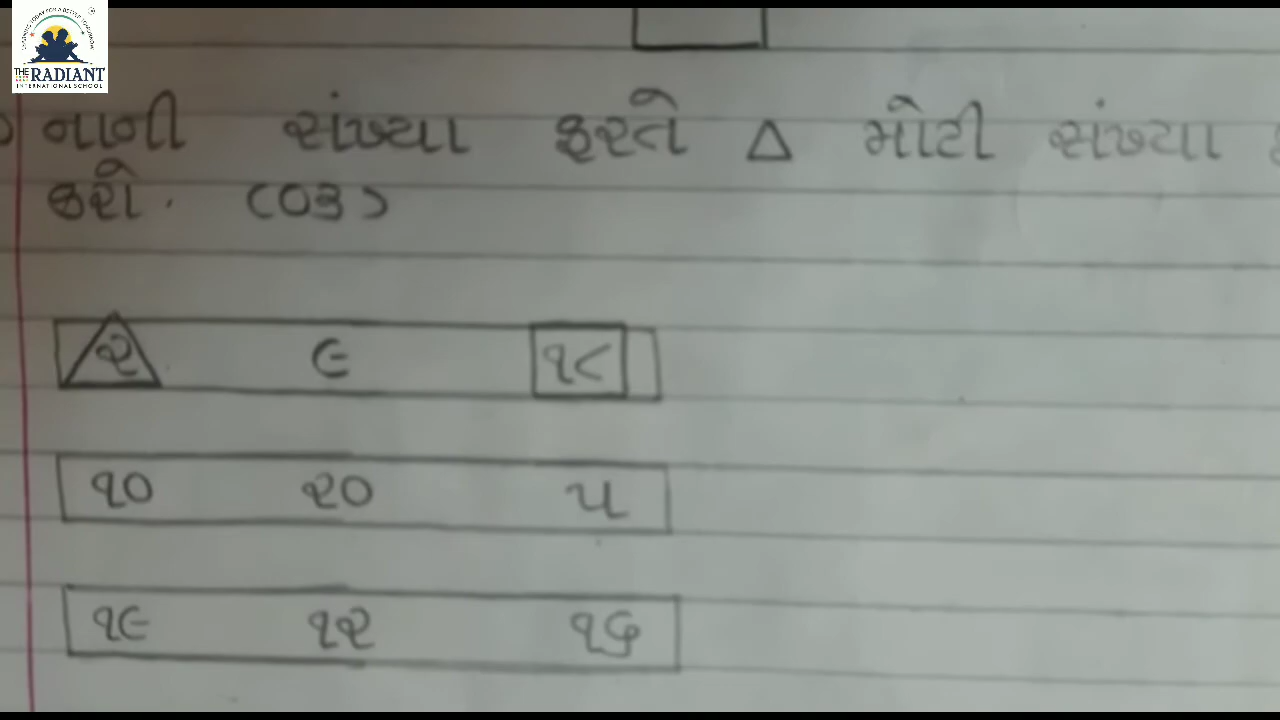 THE RADIANT
INTERNATIONAL SCHOOL
નાની સંખ્યા ફરતે △ મોટી સંખ્યા
કરો. (૦૩)
૨ ૯ ૧૮
૧૦ ૨૦ ૫
૧૯ ૧૨ ૧૬